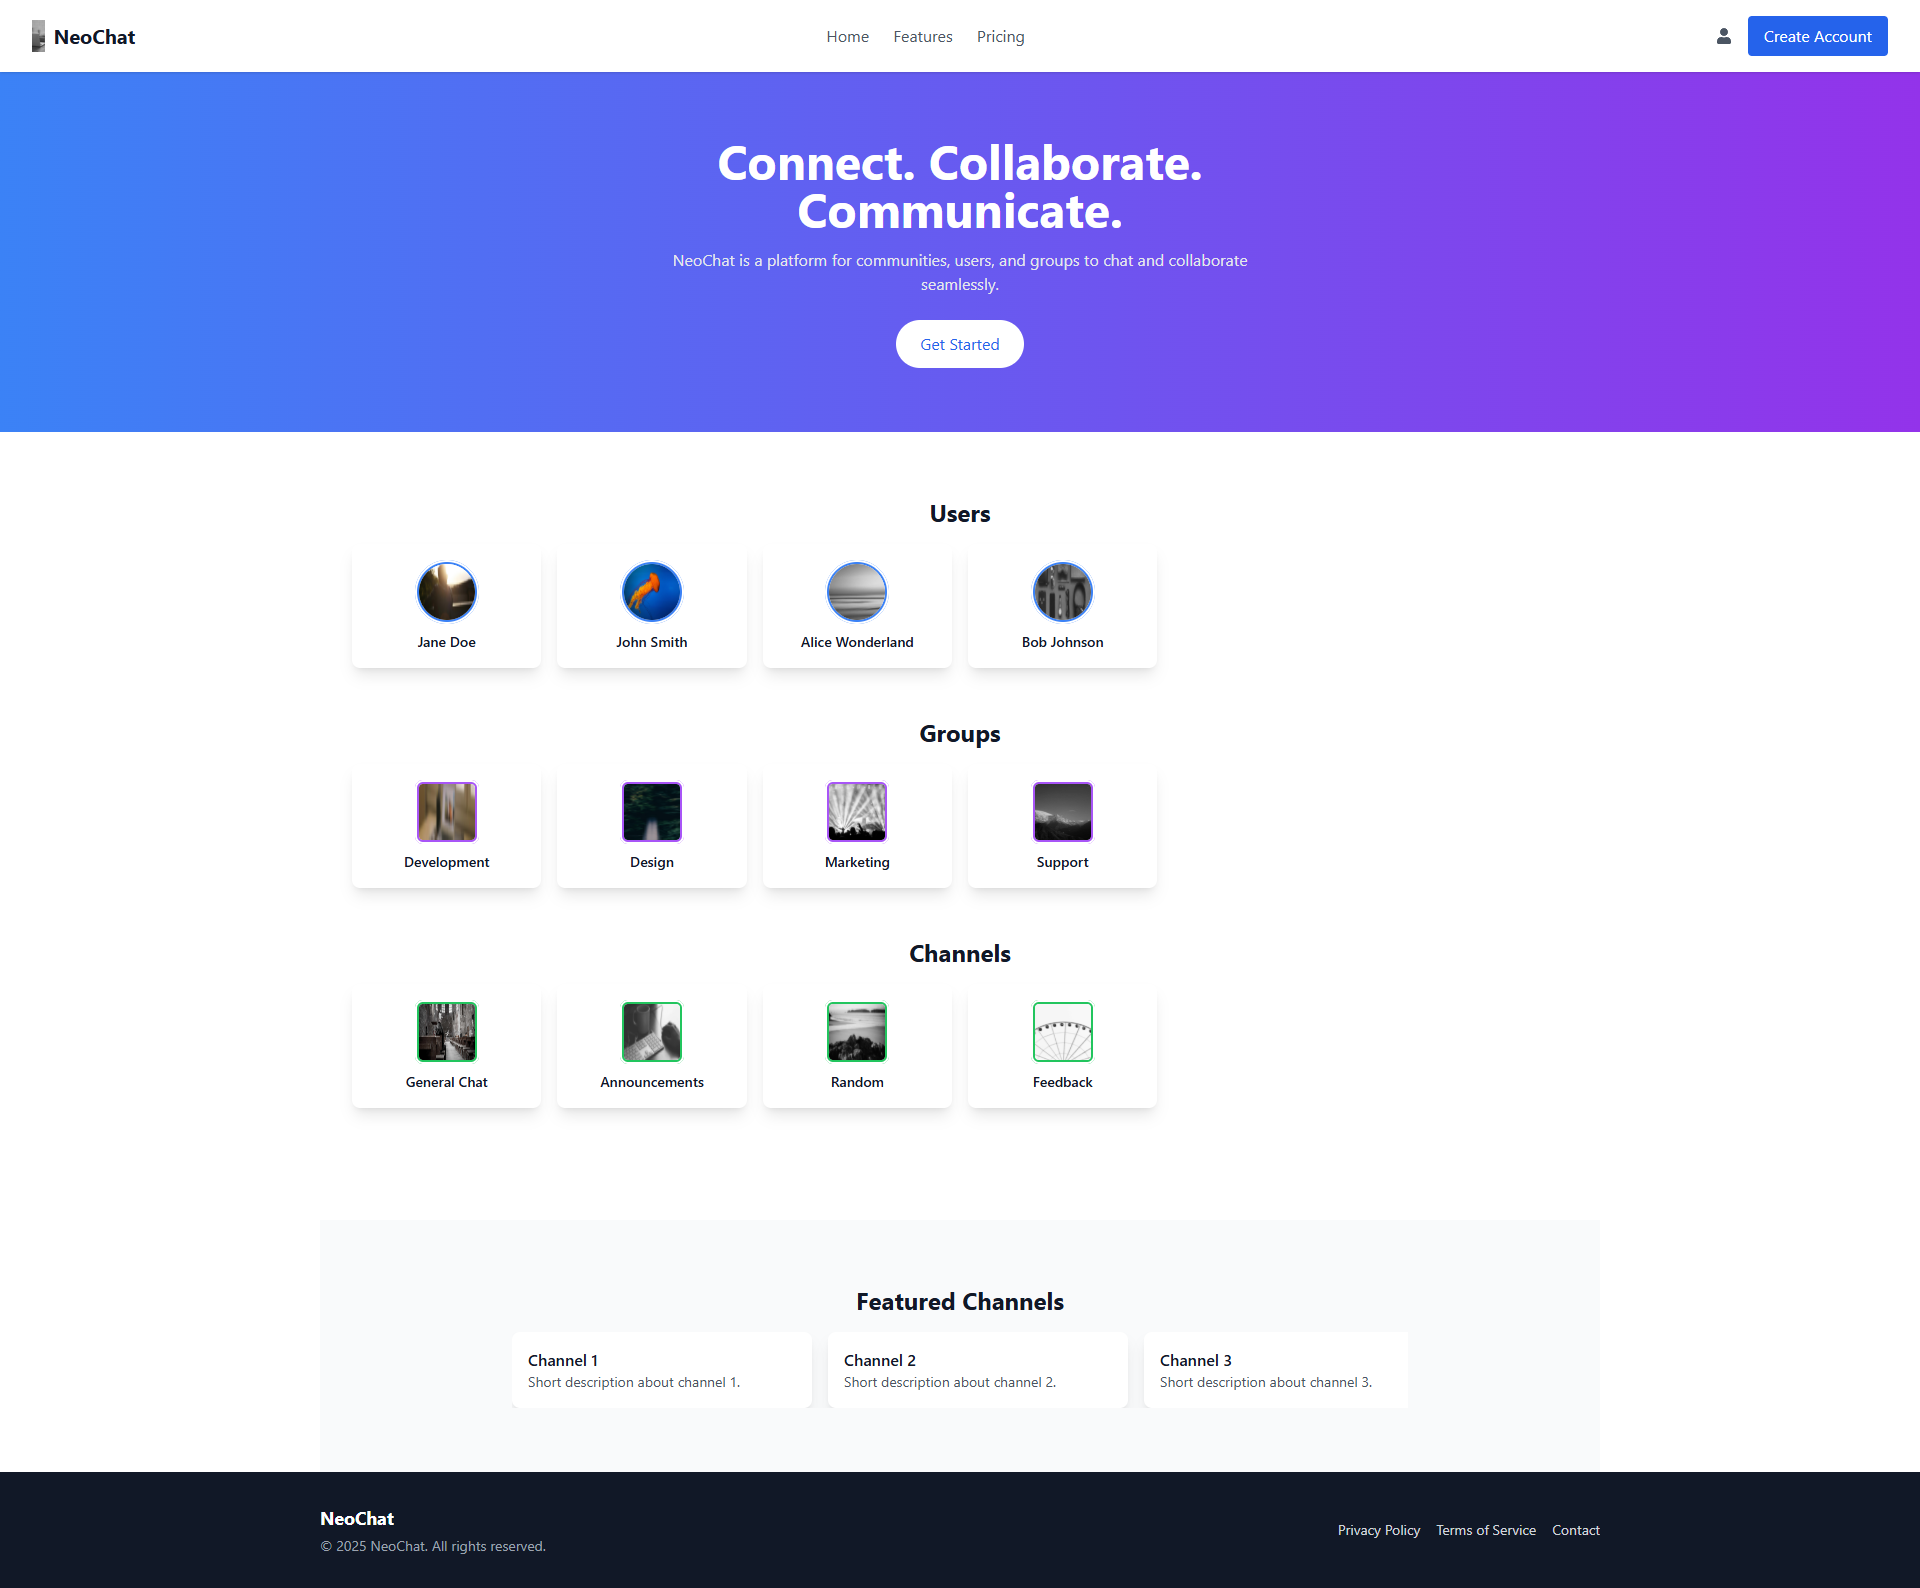 NeoChat
Home Features Pricing
Create Account
Connect. Collaborate.
Communicate.
NeoChat is a platform for communities, users, and groups to chat and collaborate
seamlessly.
Get Started
Users
Jane Doe
John Smith
Alice Wonderland
Bob Johnson
Groups
Development
Design
Marketing
Support
Channels
General Chat
Announcements
Random
Feedback
Featured Channels
Channel 1
Short description about channel 1.
Channel 2
Short description about channel 2.
Channel 3
Short description about channel 3.
NeoChat
© 2025 NeoChat. All rights reserved.
Privacy Policy Terms of Service Contact